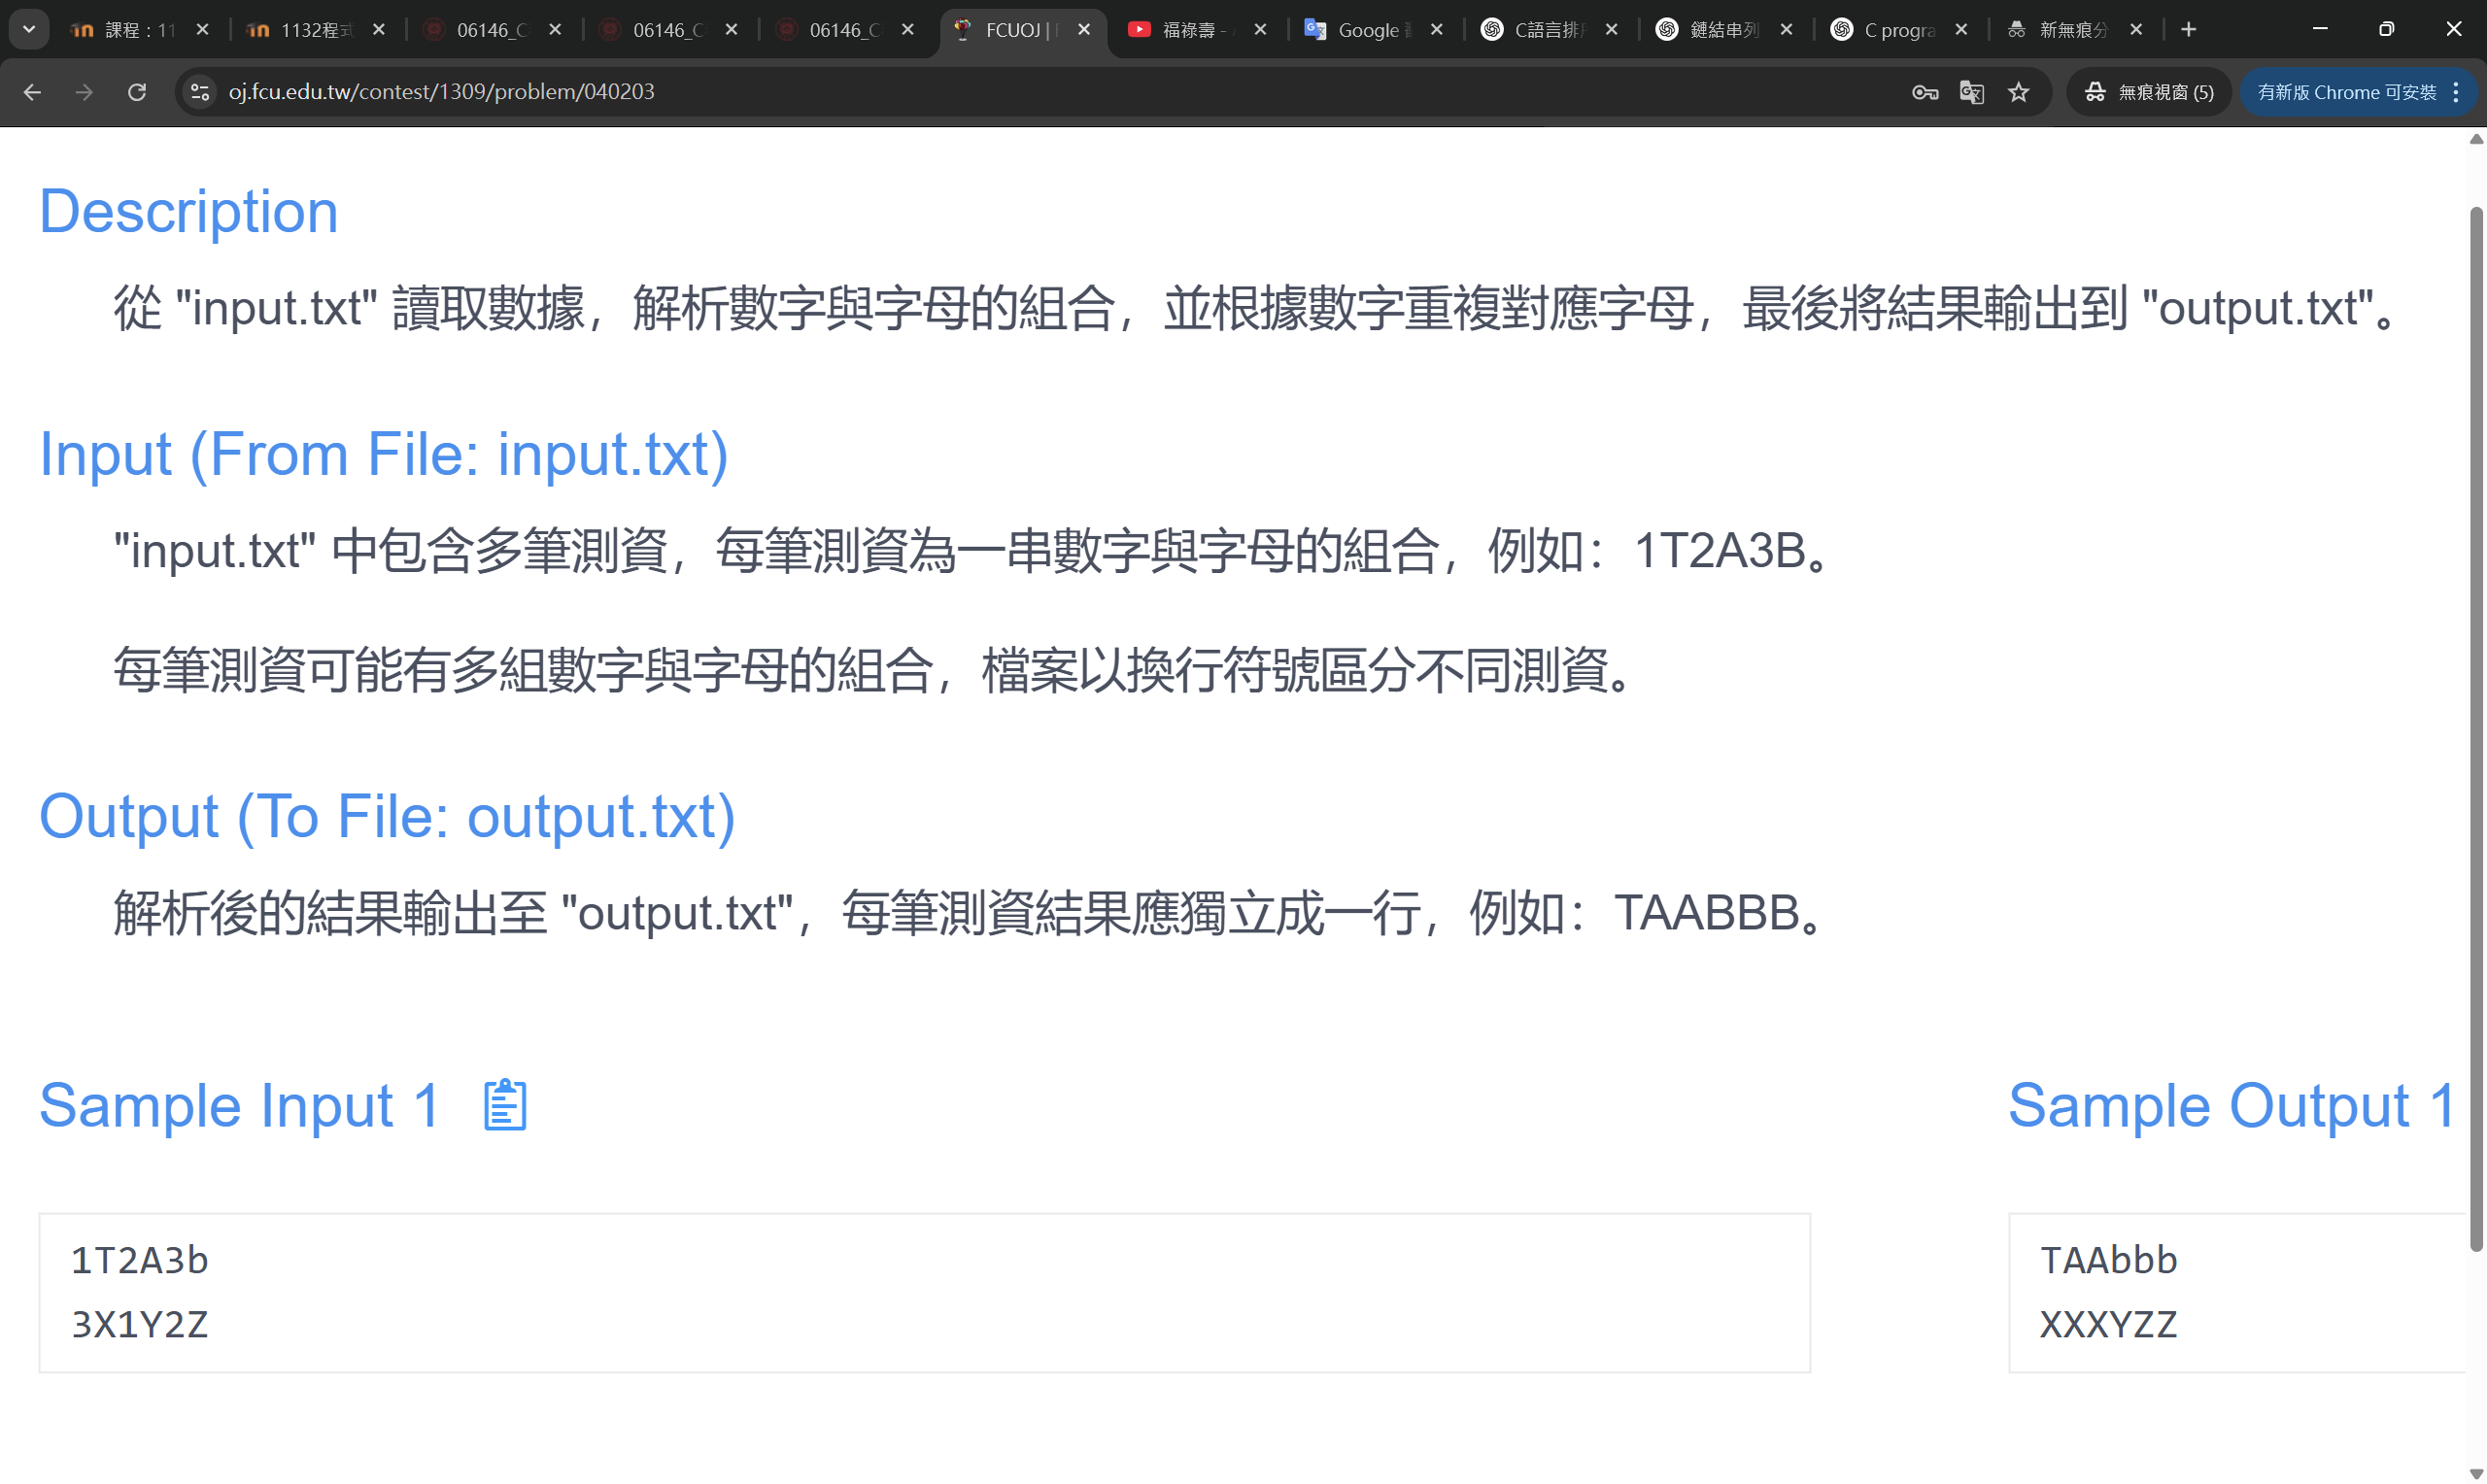 課程：11
1132程式
06146_C
06146_C
06146_C
FCUOJ |
福祿壽 -
Google
C語言排
鏈結串列
C progra
新無痕分
oj.fcu.edu.tw/contest/1309/problem/040203
無痕視窗 (5)
有新版 Chrome 可安裝
Description
從 "input.txt" 讀取數據，解析數字與字母的組合，並根據數字重複對應字母，最後將結果輸出到 "output.txt"。
Input (From File: input.txt)
"input.txt" 中包含多筆測資，每筆測資為一串數字與字母的組合，例如：1T2A3B。
每筆測資可能有多組數字與字母的組合，檔案以換行符號區分不同測資。
Output (To File: output.txt)
解析後的結果輸出至 "output.txt"，每筆測資結果應獨立成一行，例如：TAABBB。
Sample Input 1
Sample Output 1
1T2A3b
3X1Y2Z
TAAbbb
XXXYZZ